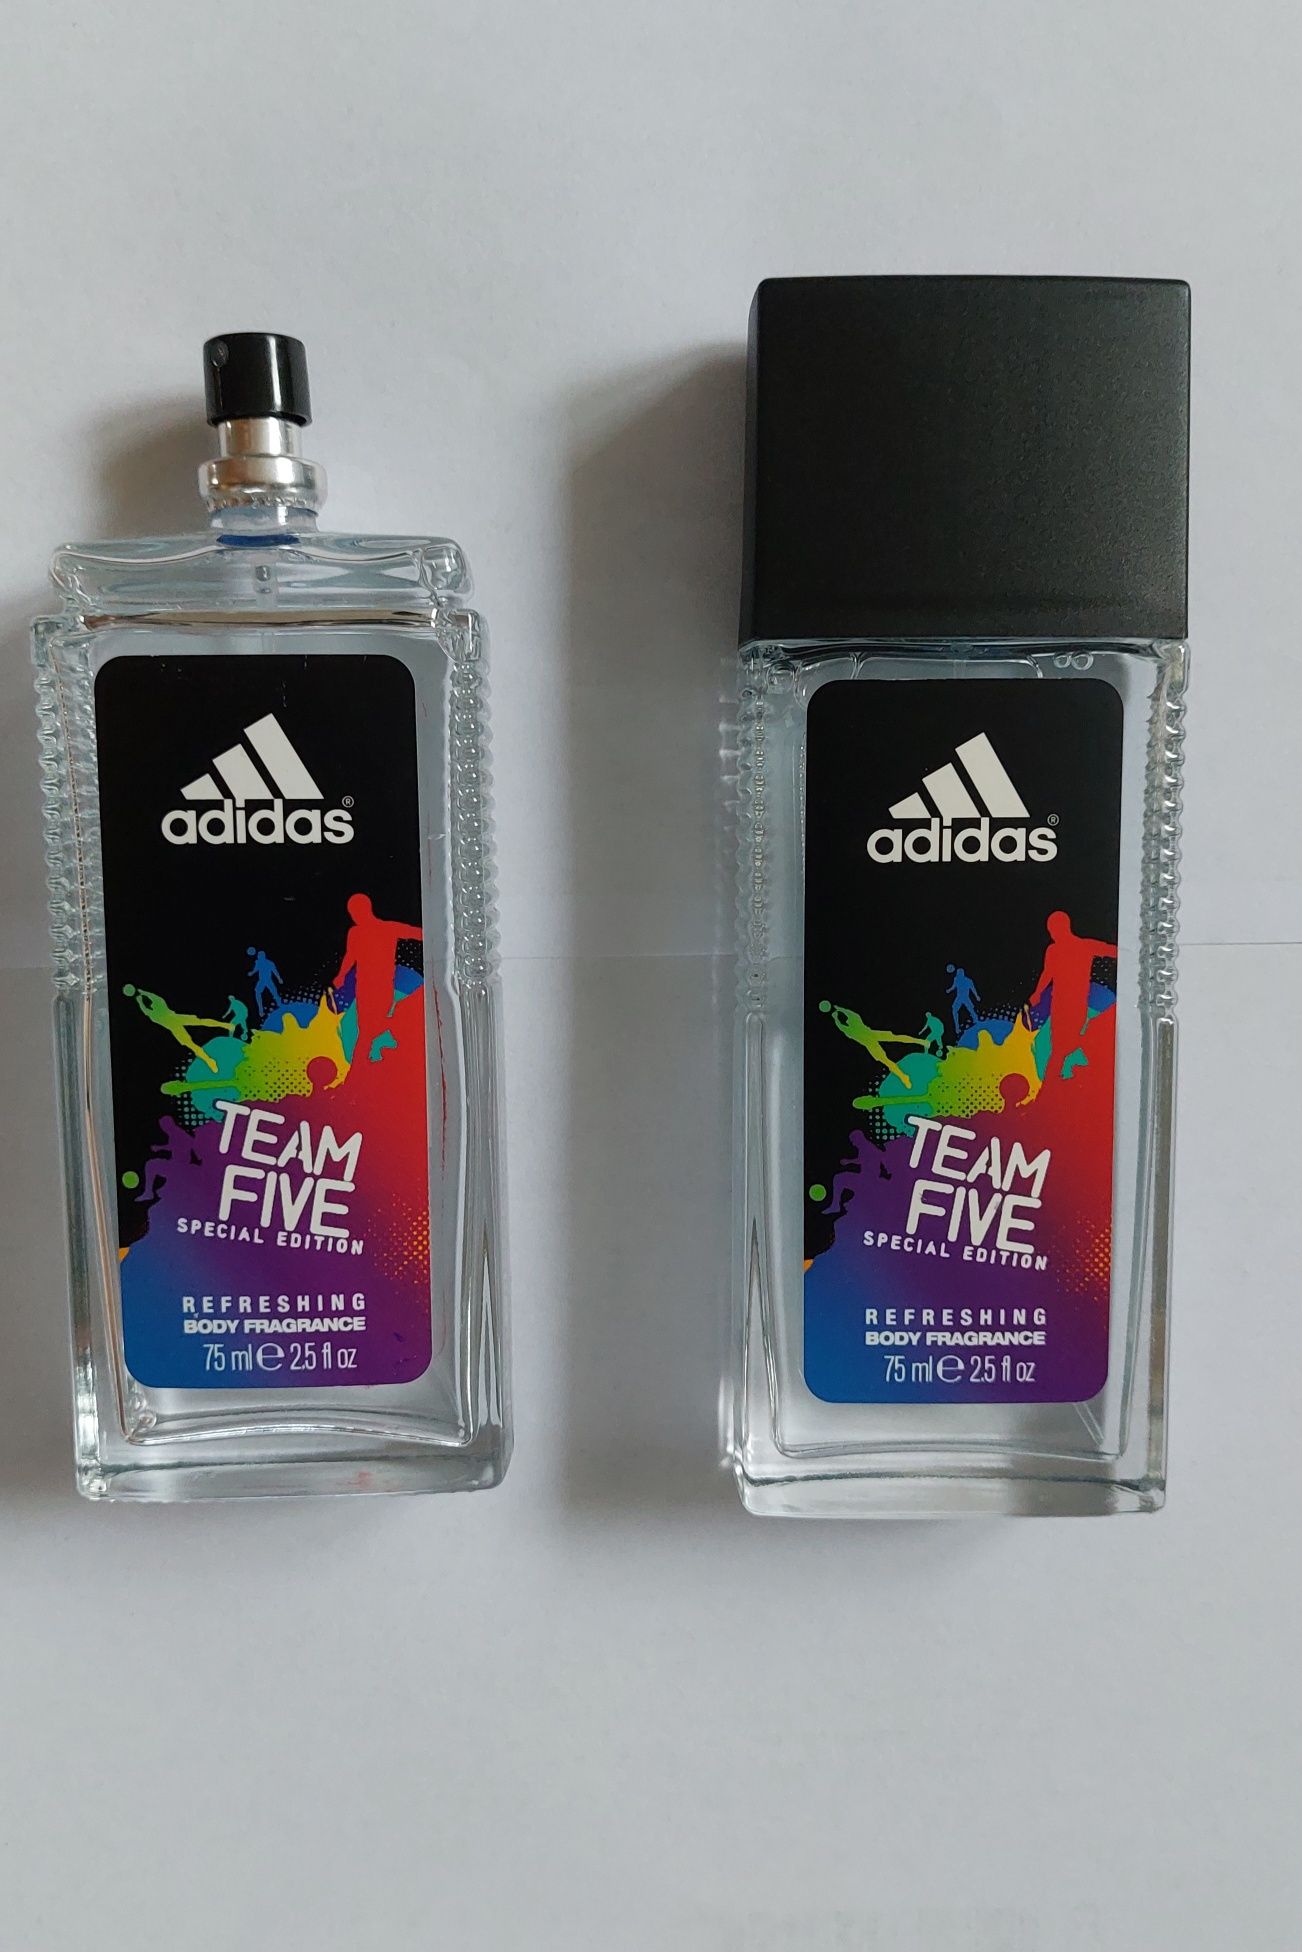 adidas®
TEAM
FIVE
SPECIAL EDITION
REFRESHING
BODY FRAGRANCE
75 ml ℮ 2.5 fl oz
adidas®
TEAM
FIVE
SPECIAL EDITION
REFRESHING
BODY FRAGRANCE
75 ml ℮ 2.5 fl oz